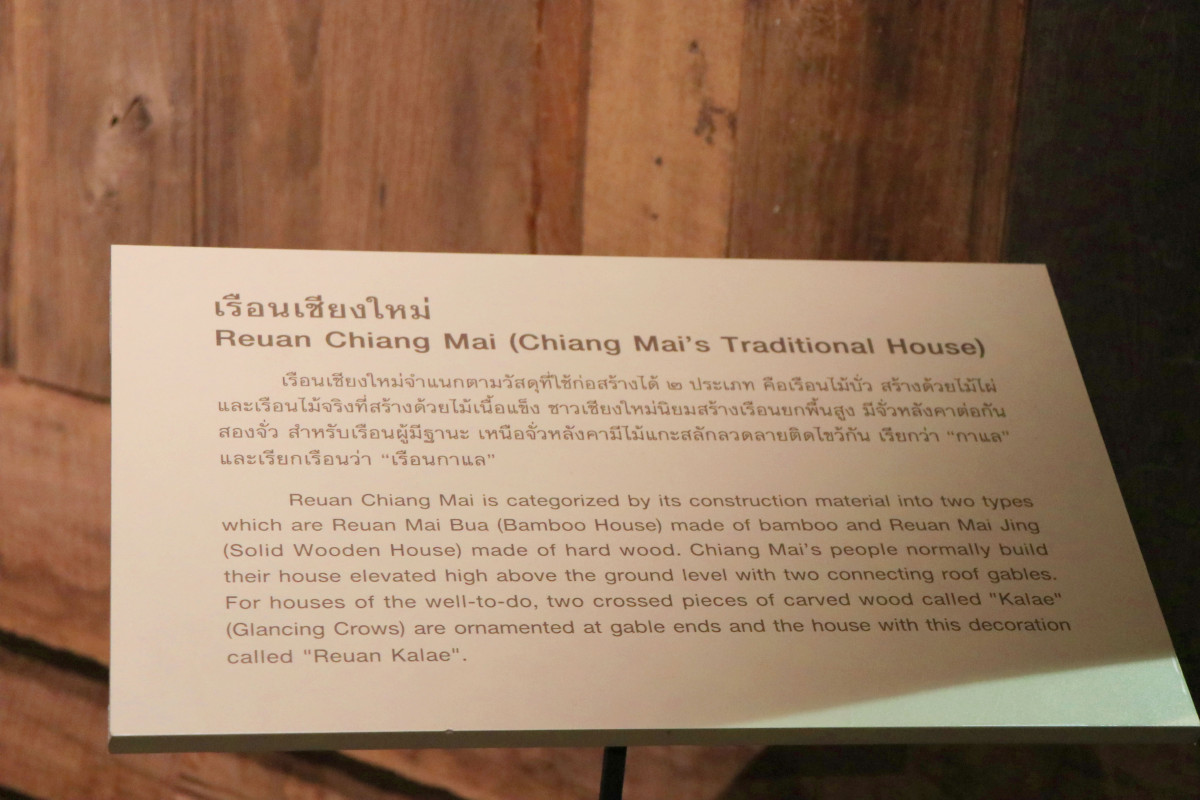 เรือนเชียงใหม่
Reuan Chiang Mai (Chiang Mai's Traditional House)
เรือนเชียงใหม่จำแนกตามวัสดุที่ใช้ก่อสร้างได้ ๒ ประเภท คือเรือนไม้บั่ว สร้างด้วยไม้ไผ่
และเรือนไม้จริงที่สร้างด้วยไม้เนื้อแข็ง ชาวเชียงใหม่นิยมสร้างเรือนยกพื้นสูง มีจั่วหลังคาต่อกัน
สองจั่ว สำหรับเรือนผู้มีฐานะ เหนือจั่วหลังคามีไม้แกะสลักลวดลายติดไขว้กัน เรียกว่า “กาแล”
และเรียกเรือนว่า “เรือนกาแล”
Reuan Chiang Mai is categorized by its construction material into two types
which are Reuan Mai Bua (Bamboo House) made of bamboo and Reuan Mai Jing
(Solid Wooden House) made of hard wood. Chiang Mai's people normally build
their house elevated high above the ground level with two connecting roof gables.
For houses of the well-to-do, two crossed pieces of carved wood called "Kalae"
(Glancing Crows) are ornamented at gable ends and the house with this decoration
called "Reuan Kalae".